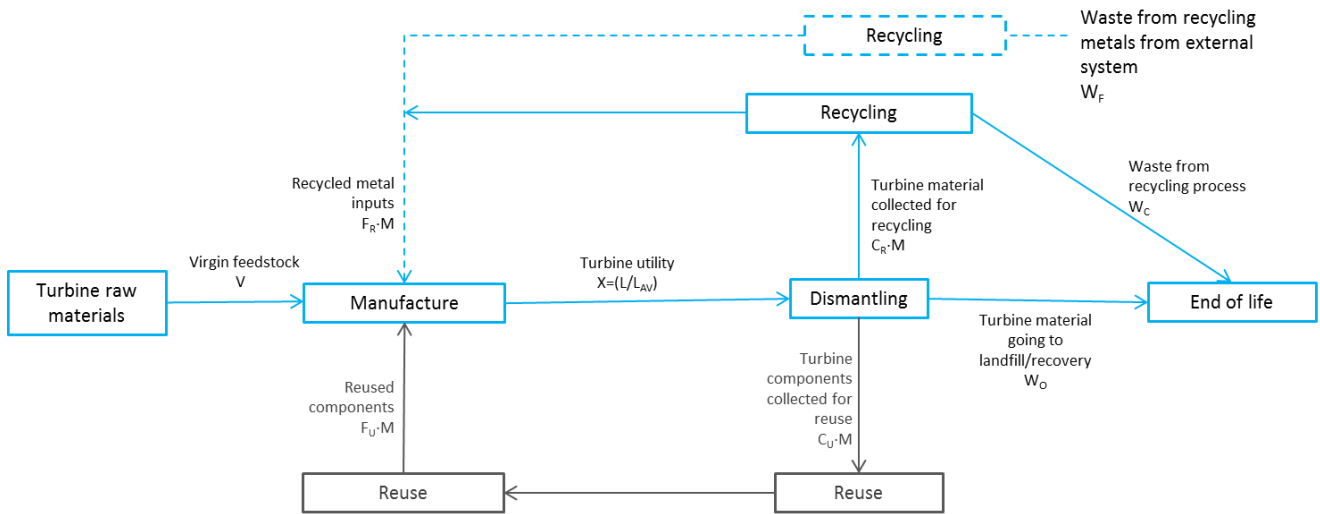 Recycling
Waste from recycling
metals from external
system
W_F
Recycling
Recycled metal
inputs
F_R·M
Turbine material
collected for
recycling
C_R·M
Waste from
recycling process
W_C
Turbine raw
materials
Virgin feedstock
V
Manufacture
Turbine utility
X=(L/L_AV)
Dismantling
End of life
Turbine material
going to
landfill/recovery
W_O
Reused
components
F_U·M
Turbine
components
collected for
reuse
C_U·M
Reuse
Reuse